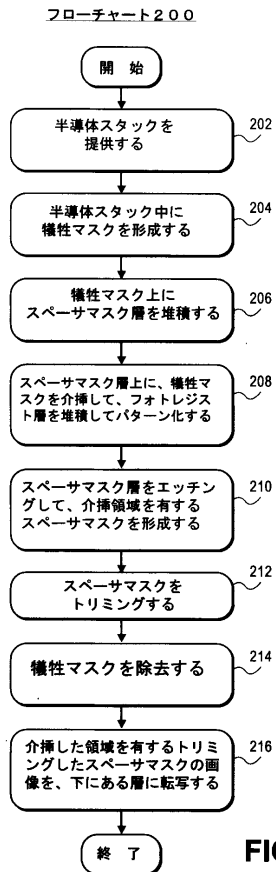 フローチャート200
開 始
半導体スタックを
提供する
202
半導体スタック中に
犠牲マスクを形成する
204
犠牲マスク上に
スペーサマスク層を堆積する
206
スペーサマスク層上に、犠牲マ
スクを介挿して、フォトレジス
ト層を堆積してパターン化する
208
スペーサマスク層をエッチン
グして、介挿領域を有する
スペーサマスクを形成する
210
スペーサマスクを
トリミングする
212
犠牲マスクを除去する
214
介挿した領域を有するトリミ
ングしたスペーサマスクの画
像を、下にある層に転写する
216
終 了
FIG